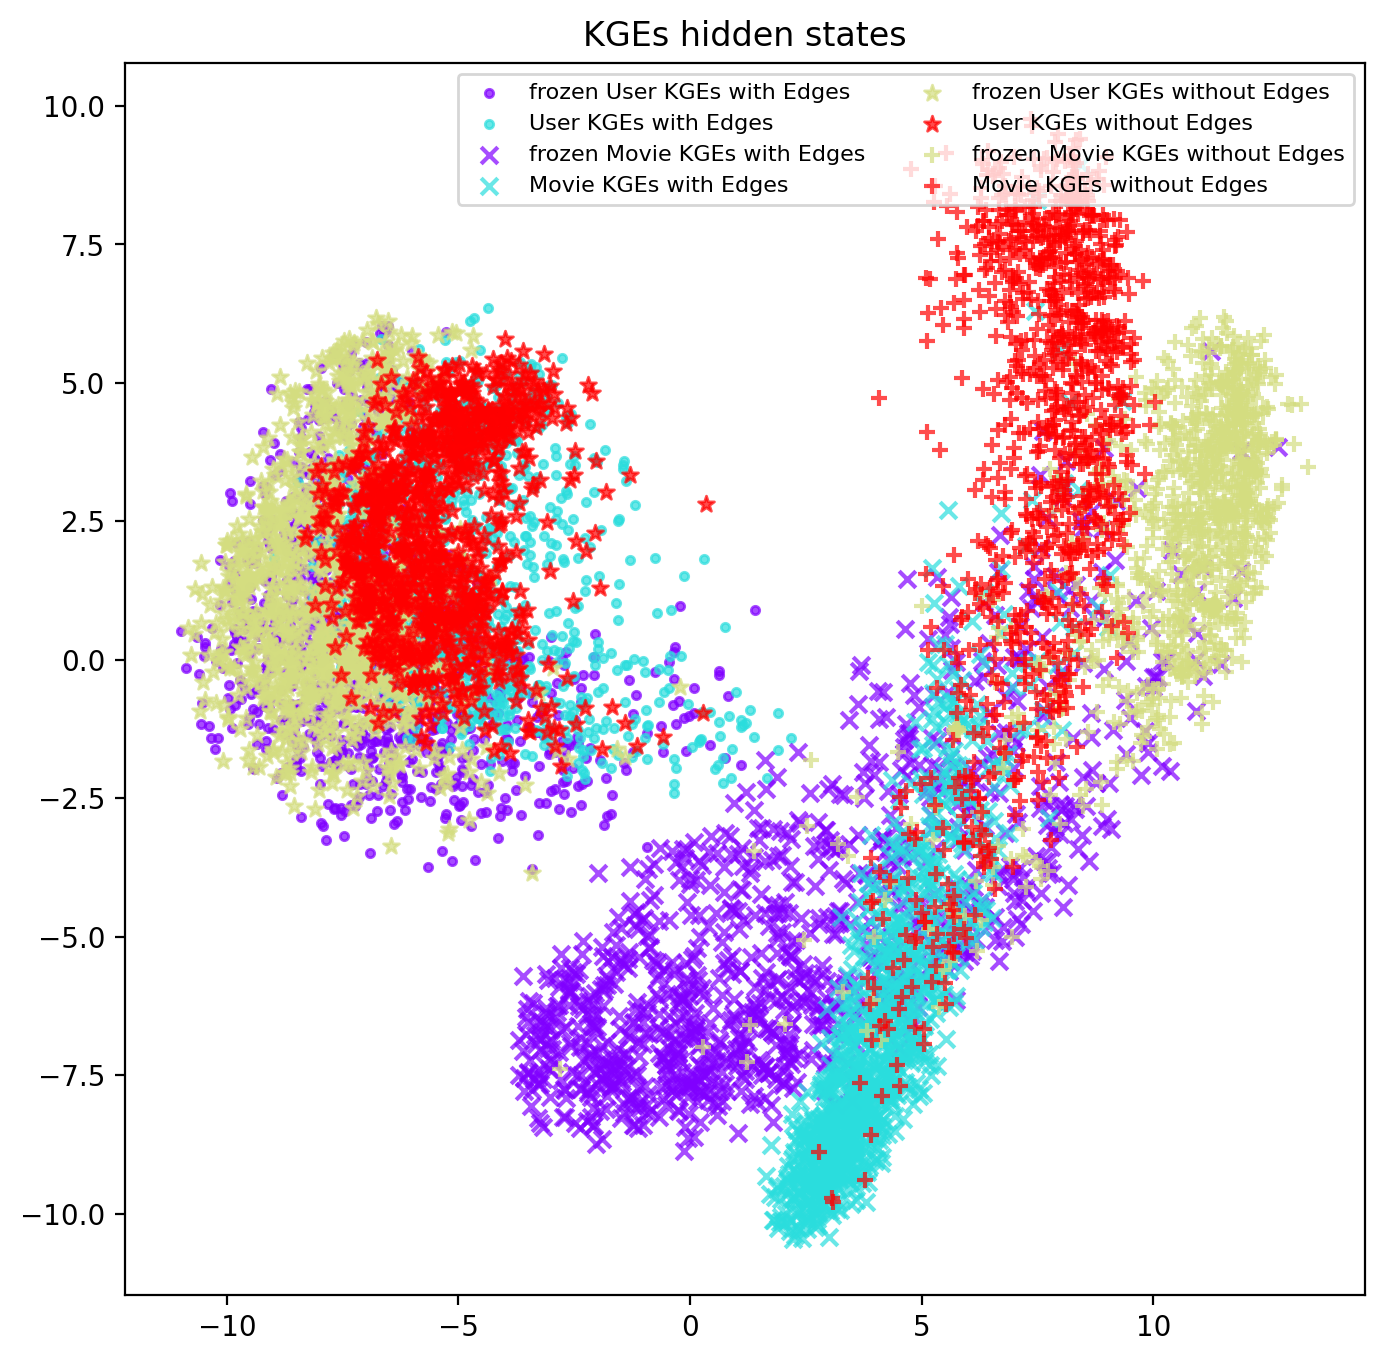 KGEs hidden states
frozen User KGEs with Edges
User KGEs with Edges
frozen Movie KGEs with Edges
Movie KGEs with Edges
frozen User KGEs without Edges
User KGEs without Edges
frozen Movie KGEs without Edges
Movie KGEs without Edges
10.0
7.5
5.0
2.5
0.0
−2.5
−5.0
−7.5
−10.0
−10 −5 0 5 10